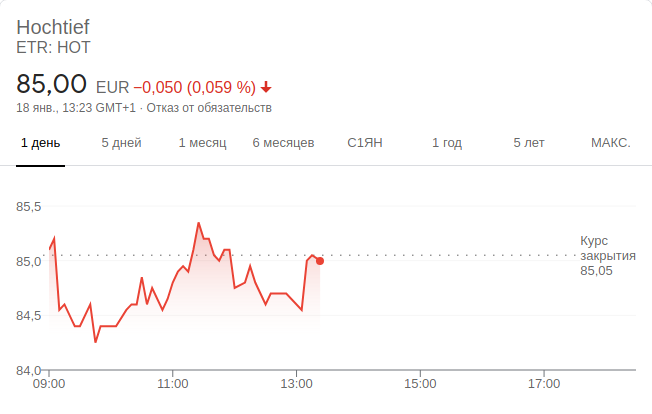 Hochtief
ETR: HOT
85,00 EUR −0,050 (0,059 %)
18 янв., 13:23 GMT+1 · Отказ от обязательств
1 день 5 дней 1 месяц 6 месяцев С1ЯН 1 год 5 лет МАКС.
85,5
Курс
закрытия
85,05
85,0
84,5
84,0
09:00 11:00 13:00 15:00 17:00